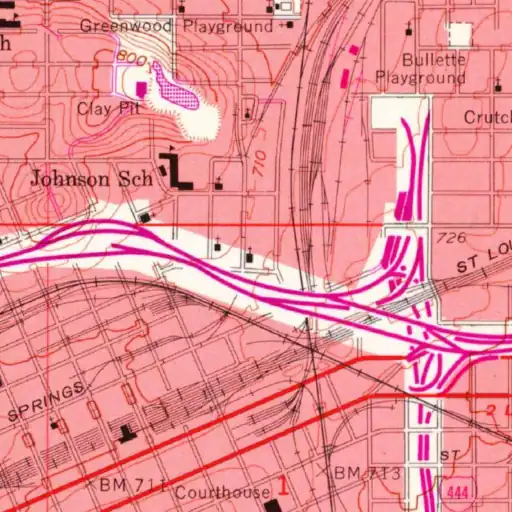 Greenwood Playground
h
800
Bullette
Playground
Clay Pit
Crutch
710
Johnson Sch
726
ST LOU
SPRINGS
2 L
ST
BM 711
Courthouse
1
BM 713
444